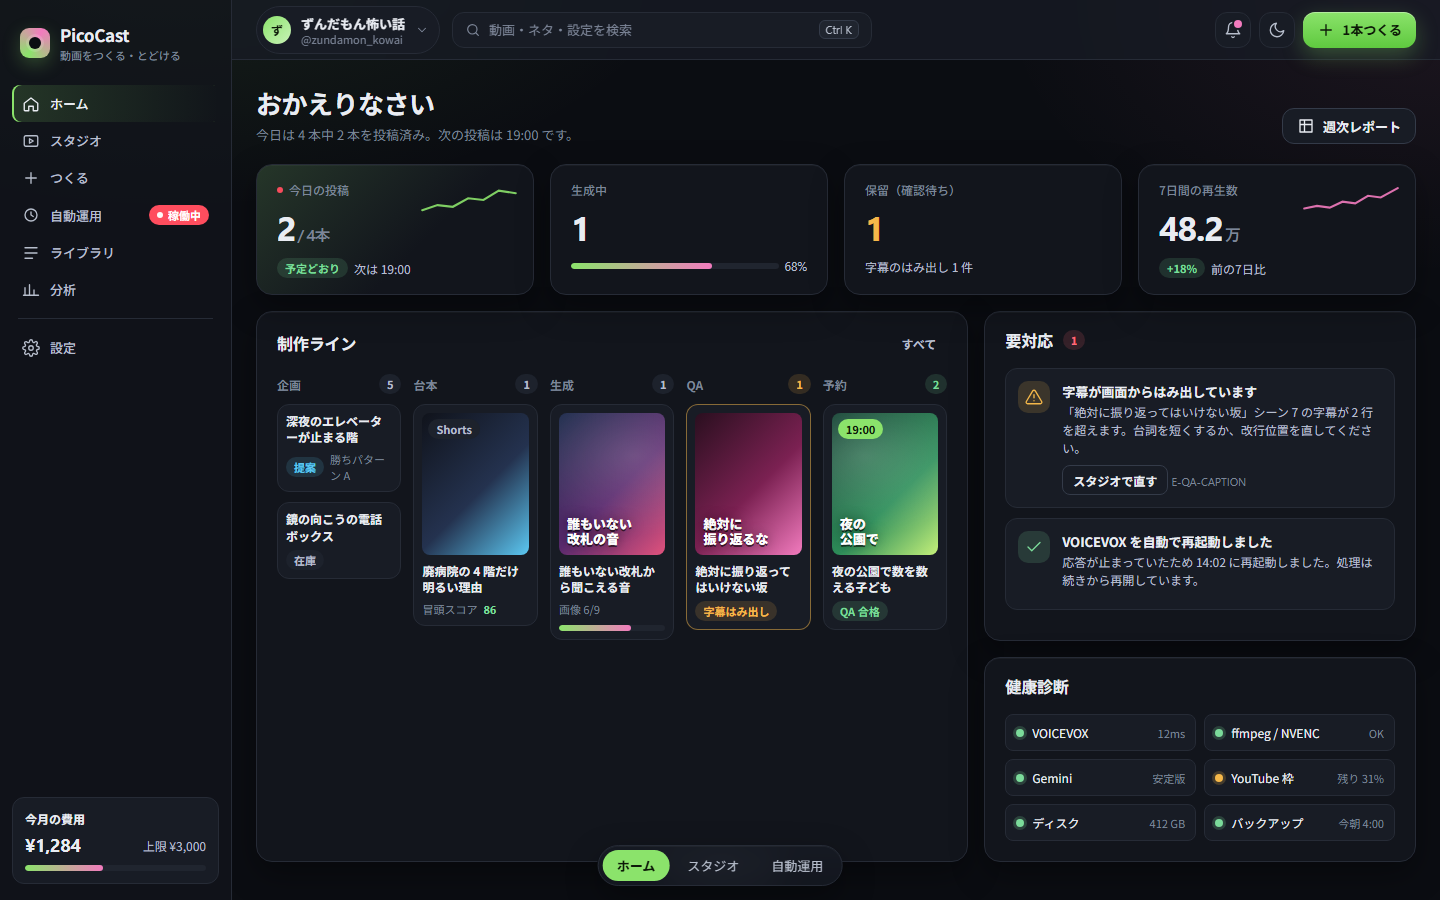 PicoCast
動画をつくる・とどける
ホーム
スタジオ
つくる
自動運用
稼働中
ライブラリ
分析
設定
今月の費用
¥1,284
上限 ¥3,000
ず
ずんだもん怖い話
@zundamon_kowai
動画・ネタ・設定を検索
Ctrl K
1本つくる
おかえりなさい
今日は 4 本中 2 本を投稿済み。次の投稿は 19:00 です。
週次レポート
今日の投稿
2 / 4本
予定どおり 次は 19:00
生成中
1
68%
保留（確認待ち）
1
字幕のはみ出し 1 件
7日間の再生数
48.2 万
+18% 前の7日比
制作ライン
すべて
企画 5
深夜のエレベータ
ーが止まる階
提案
勝ちパター
ン A
鏡の向こうの電話
ボックス
在庫
台本 1
Shorts
廃病院の 4 階だけ
明るい理由
冒頭スコア 86
生成 1
誰もいない
改札の音
誰もいない改札か
ら聞こえる音
画像 6/9
QA 1
絶対に
振り返るな
絶対に振り返って
はいけない坂
字幕はみ出し
予約 2
19:00
夜の
公園で
夜の公園で数を数
える子ども
QA 合格
要対応 1
字幕が画面からはみ出しています
「絶対に振り返ってはいけない坂」シーン 7 の字幕が 2 行
を超えます。台詞を短くするか、改行位置を直してくださ
い。
スタジオで直す E-QA-CAPTION
VOICEVOX を自動で再起動しました
応答が止まっていたため 14:02 に再起動しました。処理は
続きから再開しています。
健康診断
VOICEVOX 12ms
ffmpeg / NVENC OK
Gemini 安定版
YouTube 枠 残り 31%
ディスク 412 GB
バックアップ 今朝 4:00
ホーム スタジオ 自動運用